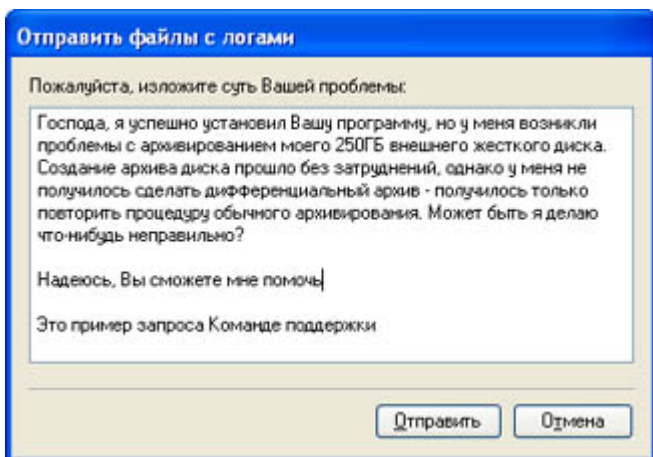 Отправить файлы с логами
Пожалуйста, изложите суть Вашей проблемы:
Господа, я успешно установил Вашу программу, но у меня возникли
проблемы с архивированием моего 250ГБ внешнего жесткого диска.
Создание архива диска прошло без затруднений, однако у меня не
получилось сделать дифференциальный архив - получилось только
повторить процедуру обычного архивирования. Может быть я делаю
что-нибудь неправильно?
Надеюсь, Вы сможете мне помочь
Это пример запроса Команде поддержки
Отправить Отмена